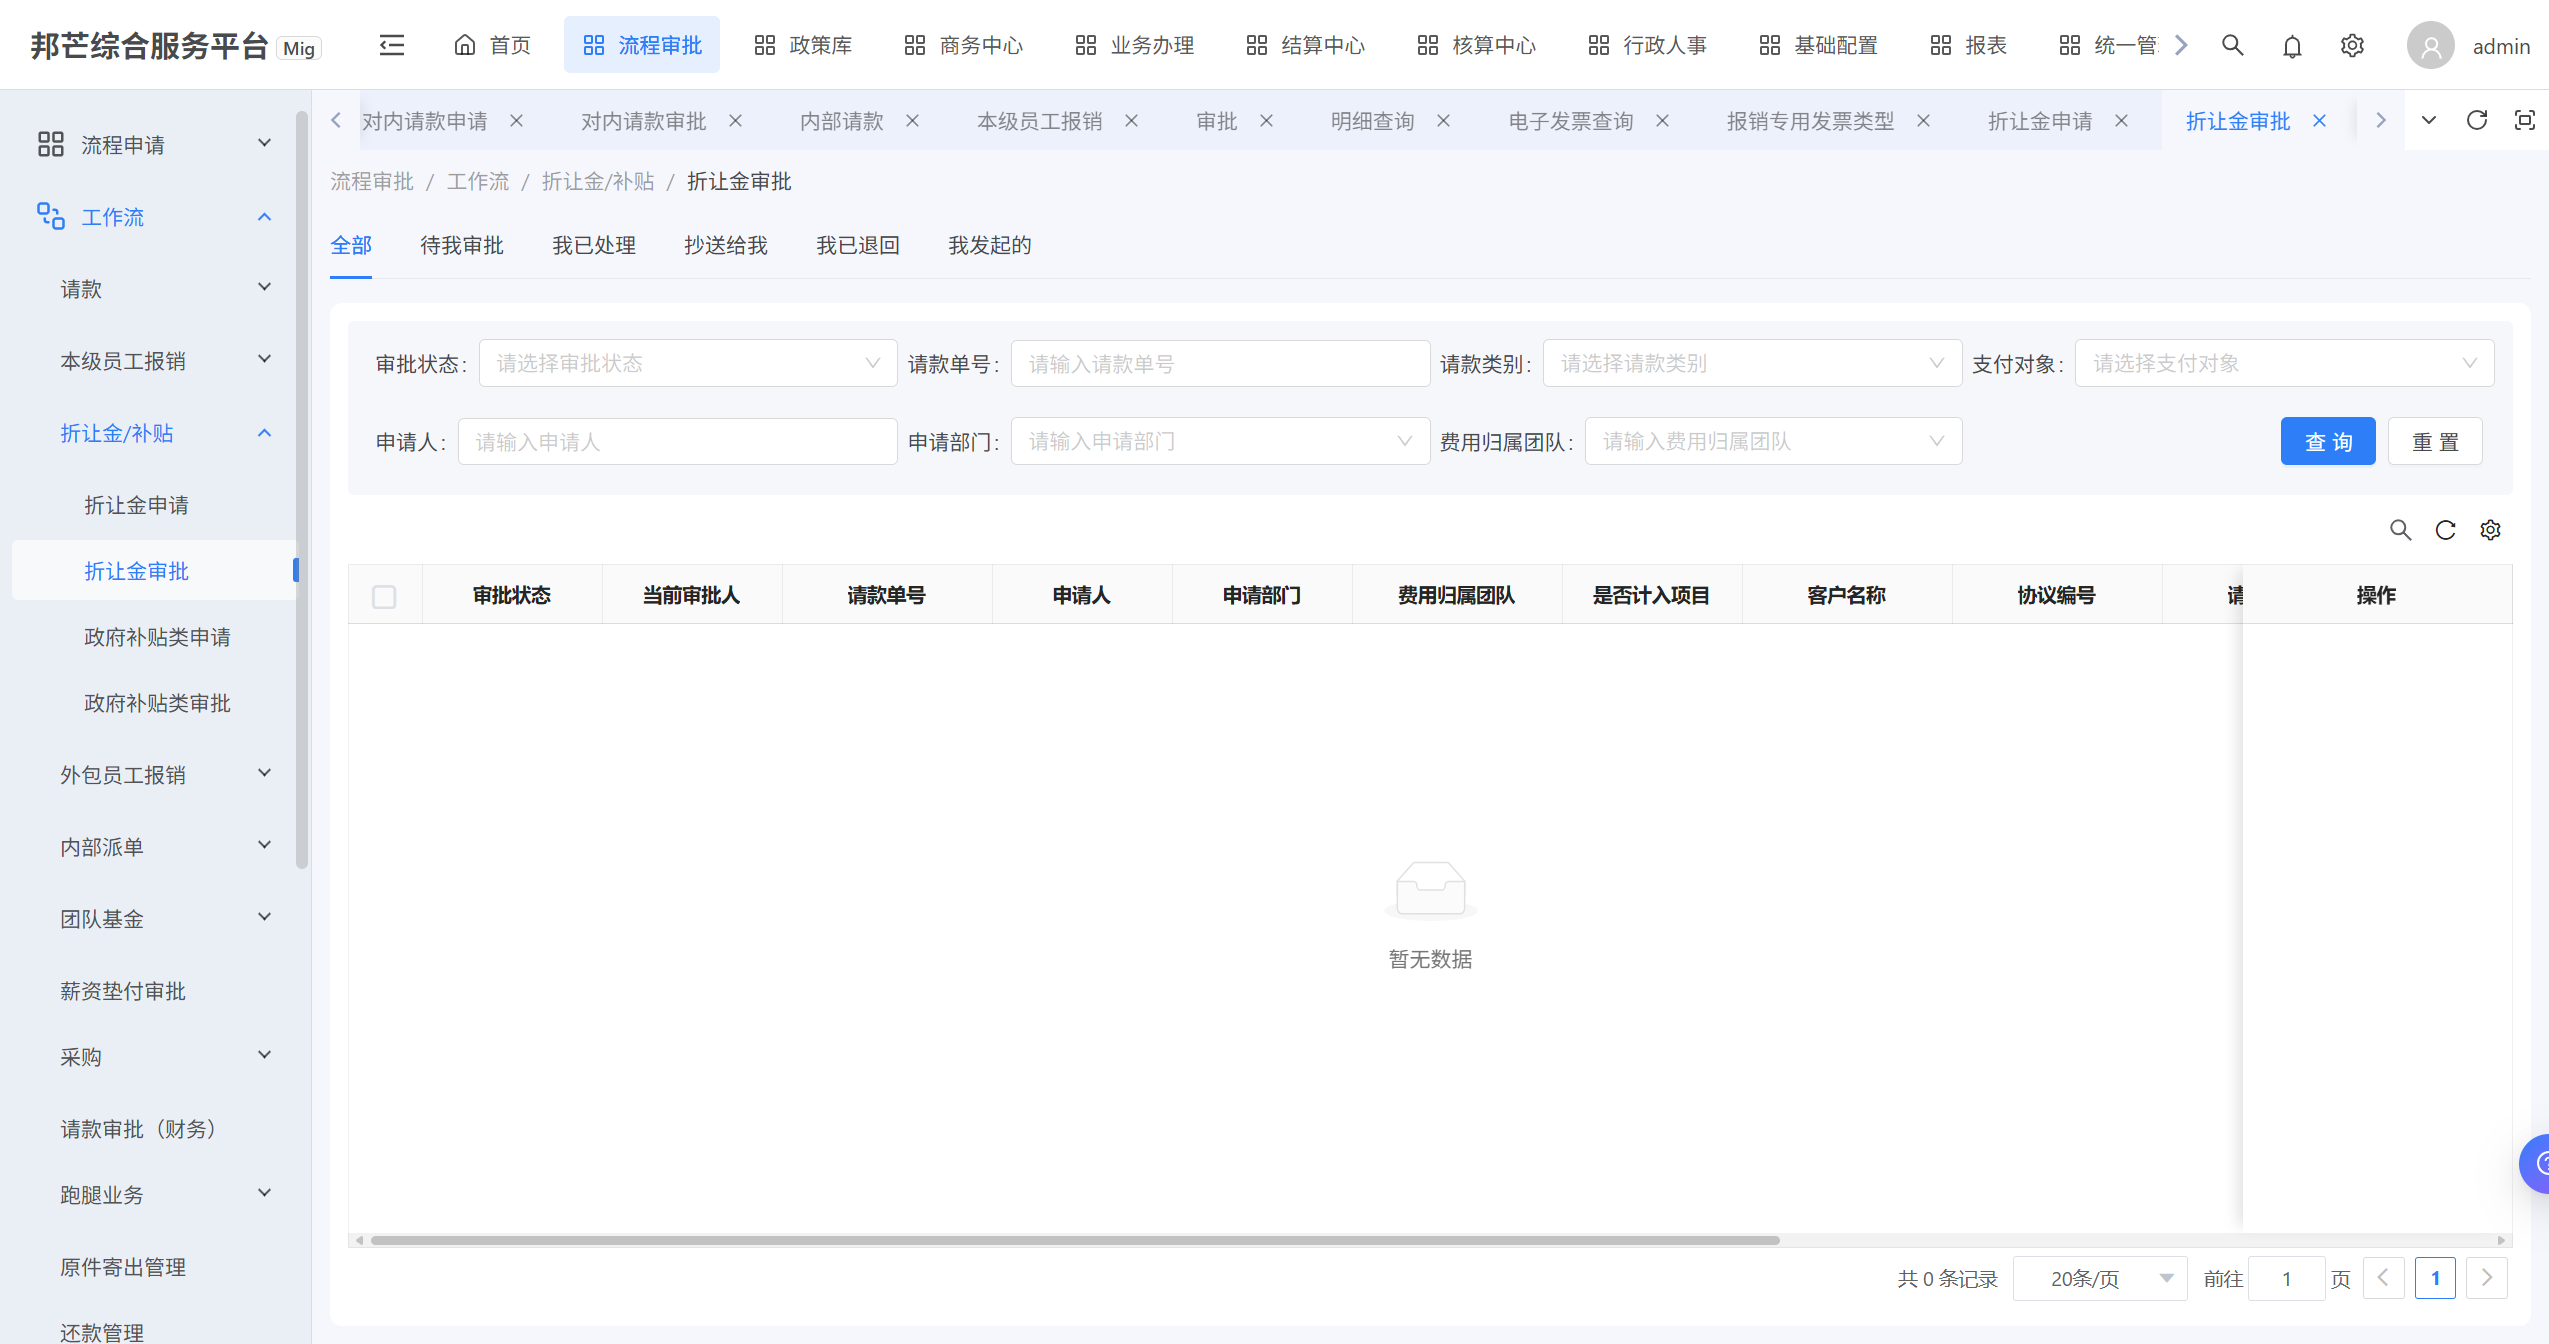 邦芒综合服务平台 Mig 首页 流程审批 政策库 商务中心 业务办理 结算中心 核算中心 行政人事 基础配置 报表 统一管 admin
对内请款申请 对内请款审批 内部请款 本级员工报销 审批 明细查询 电子发票查询 报销专用发票类型 折让金申请 折让金审批
流程审批 / 工作流 / 折让金/补贴 / 折让金审批
全部 待我审批 我已处理 抄送给我 我已退回 我发起的
流程申请
工作流
请款
本级员工报销
折让金/补贴
折让金申请
折让金审批
政府补贴类申请
政府补贴类审批
外包员工报销
内部派单
团队基金
薪资垫付审批
采购
请款审批（财务）
跑腿业务
原件寄出管理
还款管理
审批状态: 请选择审批状态 请款单号: 请输入请款单号 请款类别: 请选择请款类别 支付对象: 请选择支付对象
申请人: 请输入申请人 申请部门: 请输入申请部门 费用归属团队: 请输入费用归属团队 查 询 重 置
审批状态 当前审批人 请款单号 申请人 申请部门 费用归属团队 是否计入项目 客户名称 协议编号 请 操作
暂无数据
共 0 条记录 20条/页 前往 1 页 1